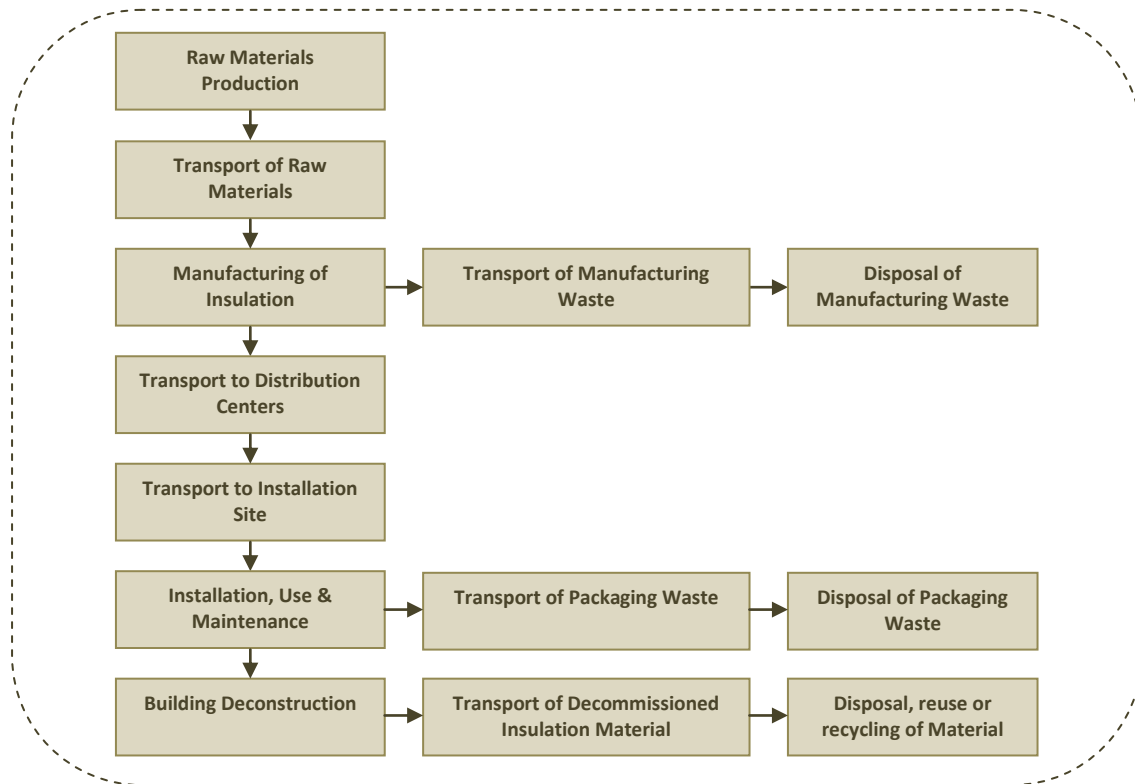 Raw Materials
Production
Transport of Raw
Materials
Manufacturing of
Insulation
Transport of Manufacturing
Waste
Disposal of
Manufacturing Waste
Transport to Distribution
Centers
Transport to Installation
Site
Installation, Use &
Maintenance
Transport of Packaging Waste
Disposal of Packaging
Waste
Building Deconstruction
Transport of Decommissioned
Insulation Material
Disposal, reuse or
recycling of Material